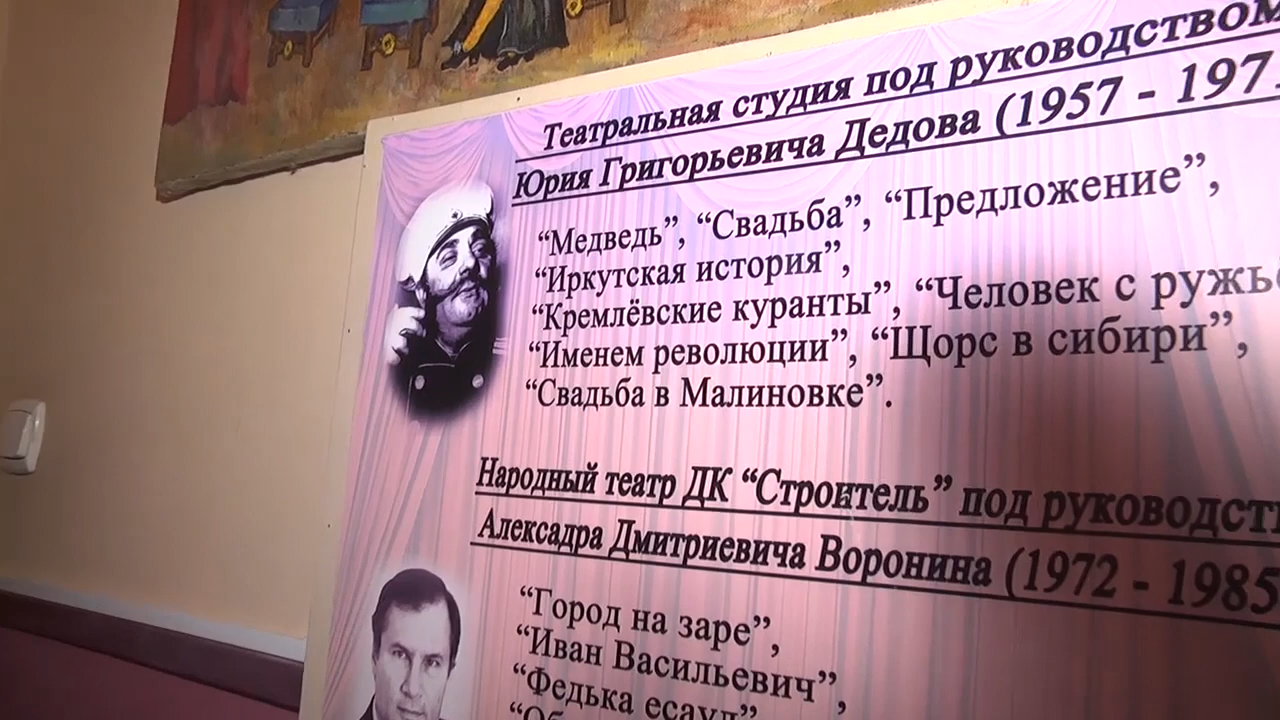 Театральная студия под руководством
Юрия Григорьевича Дедова (1957 - 197
“Медведь”, “Свадьба”, “Предложение”,
“Иркутская история”,
“Кремлёвские куранты”, “Человек с ружь
“Именем революции”, “Щорс в сибири”,
“Свадьба в Малиновке”.
Народный театр ДК “Строитель” под руководст
Алексадра Дмитриевича Воронина (1972 - 1985
“Город на заре”,
“Иван Васильевич”,
“Федька есаул”